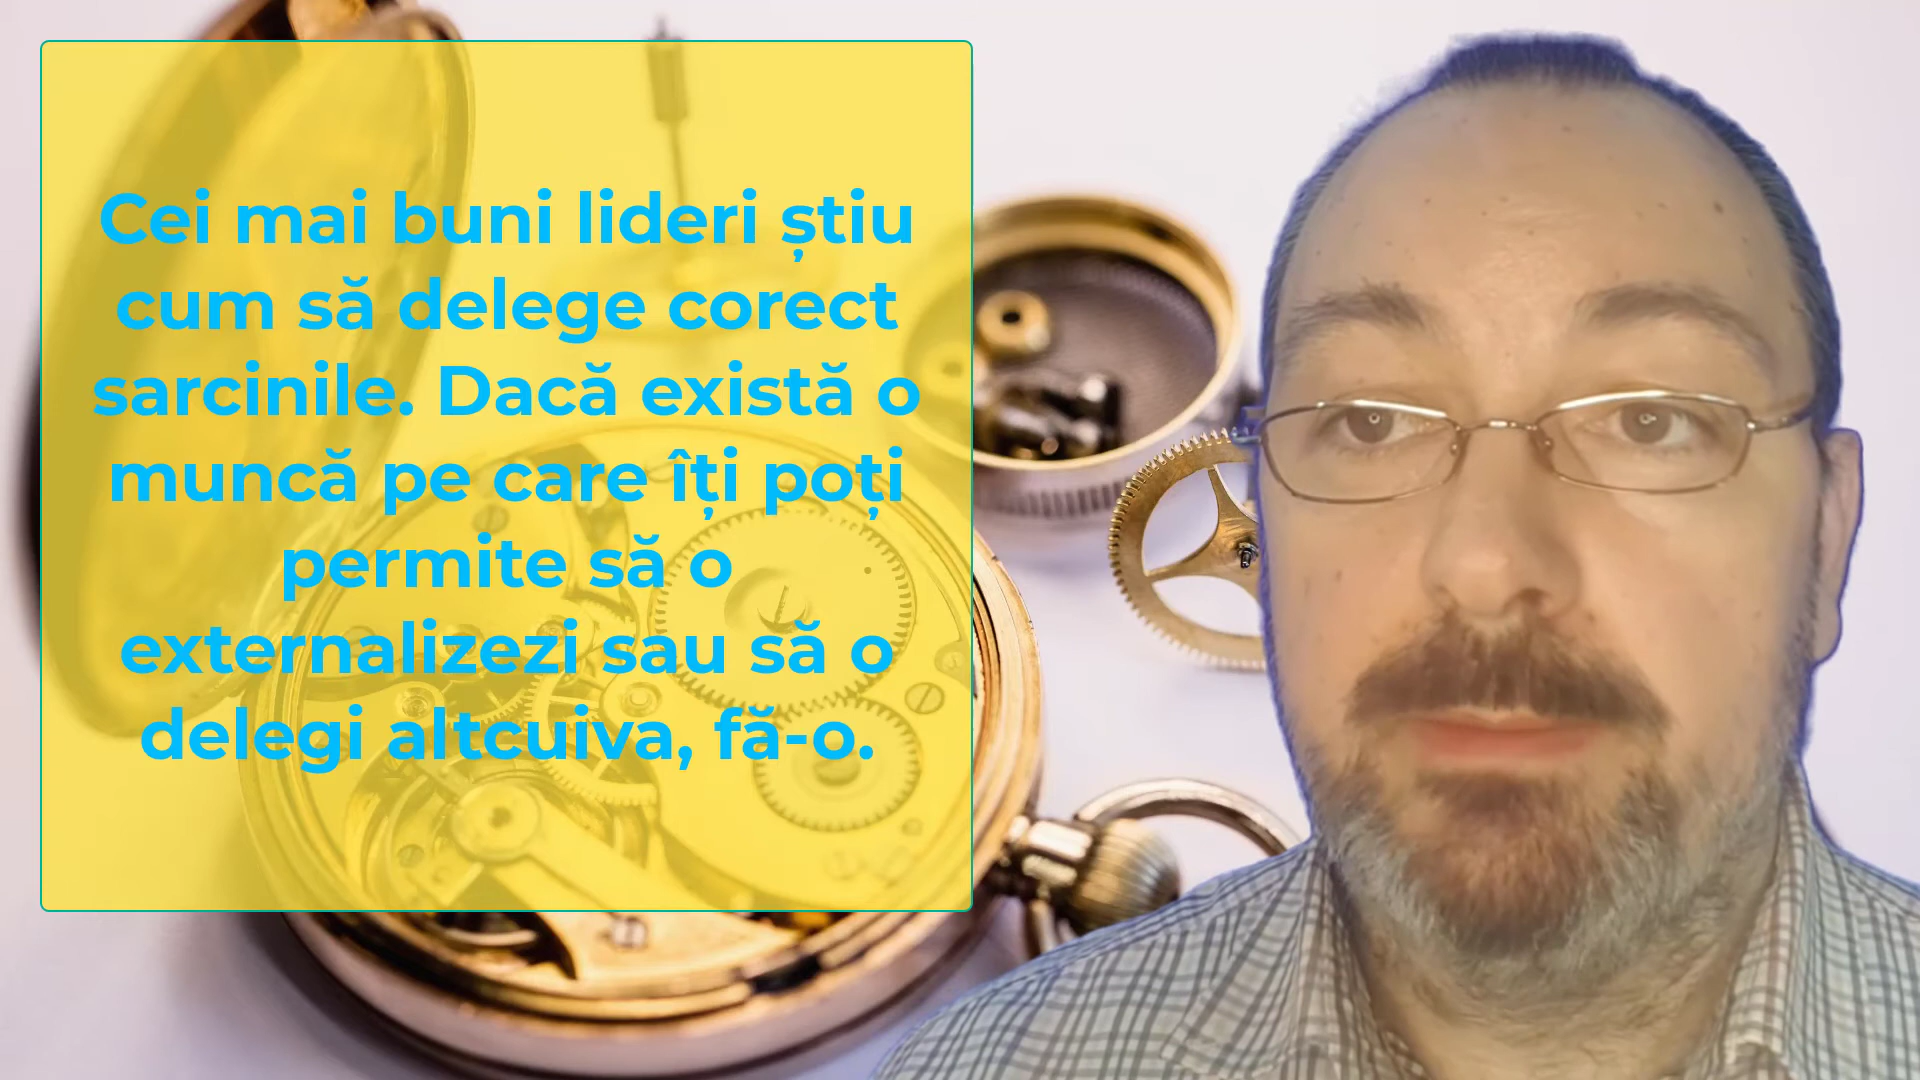 Cei mai buni lideri știu
cum să delege corect
sarcinile. Dacă există o
muncă pe care îți poți
permite să o
externalizezi sau să o
delegi altcuiva, fă-o.